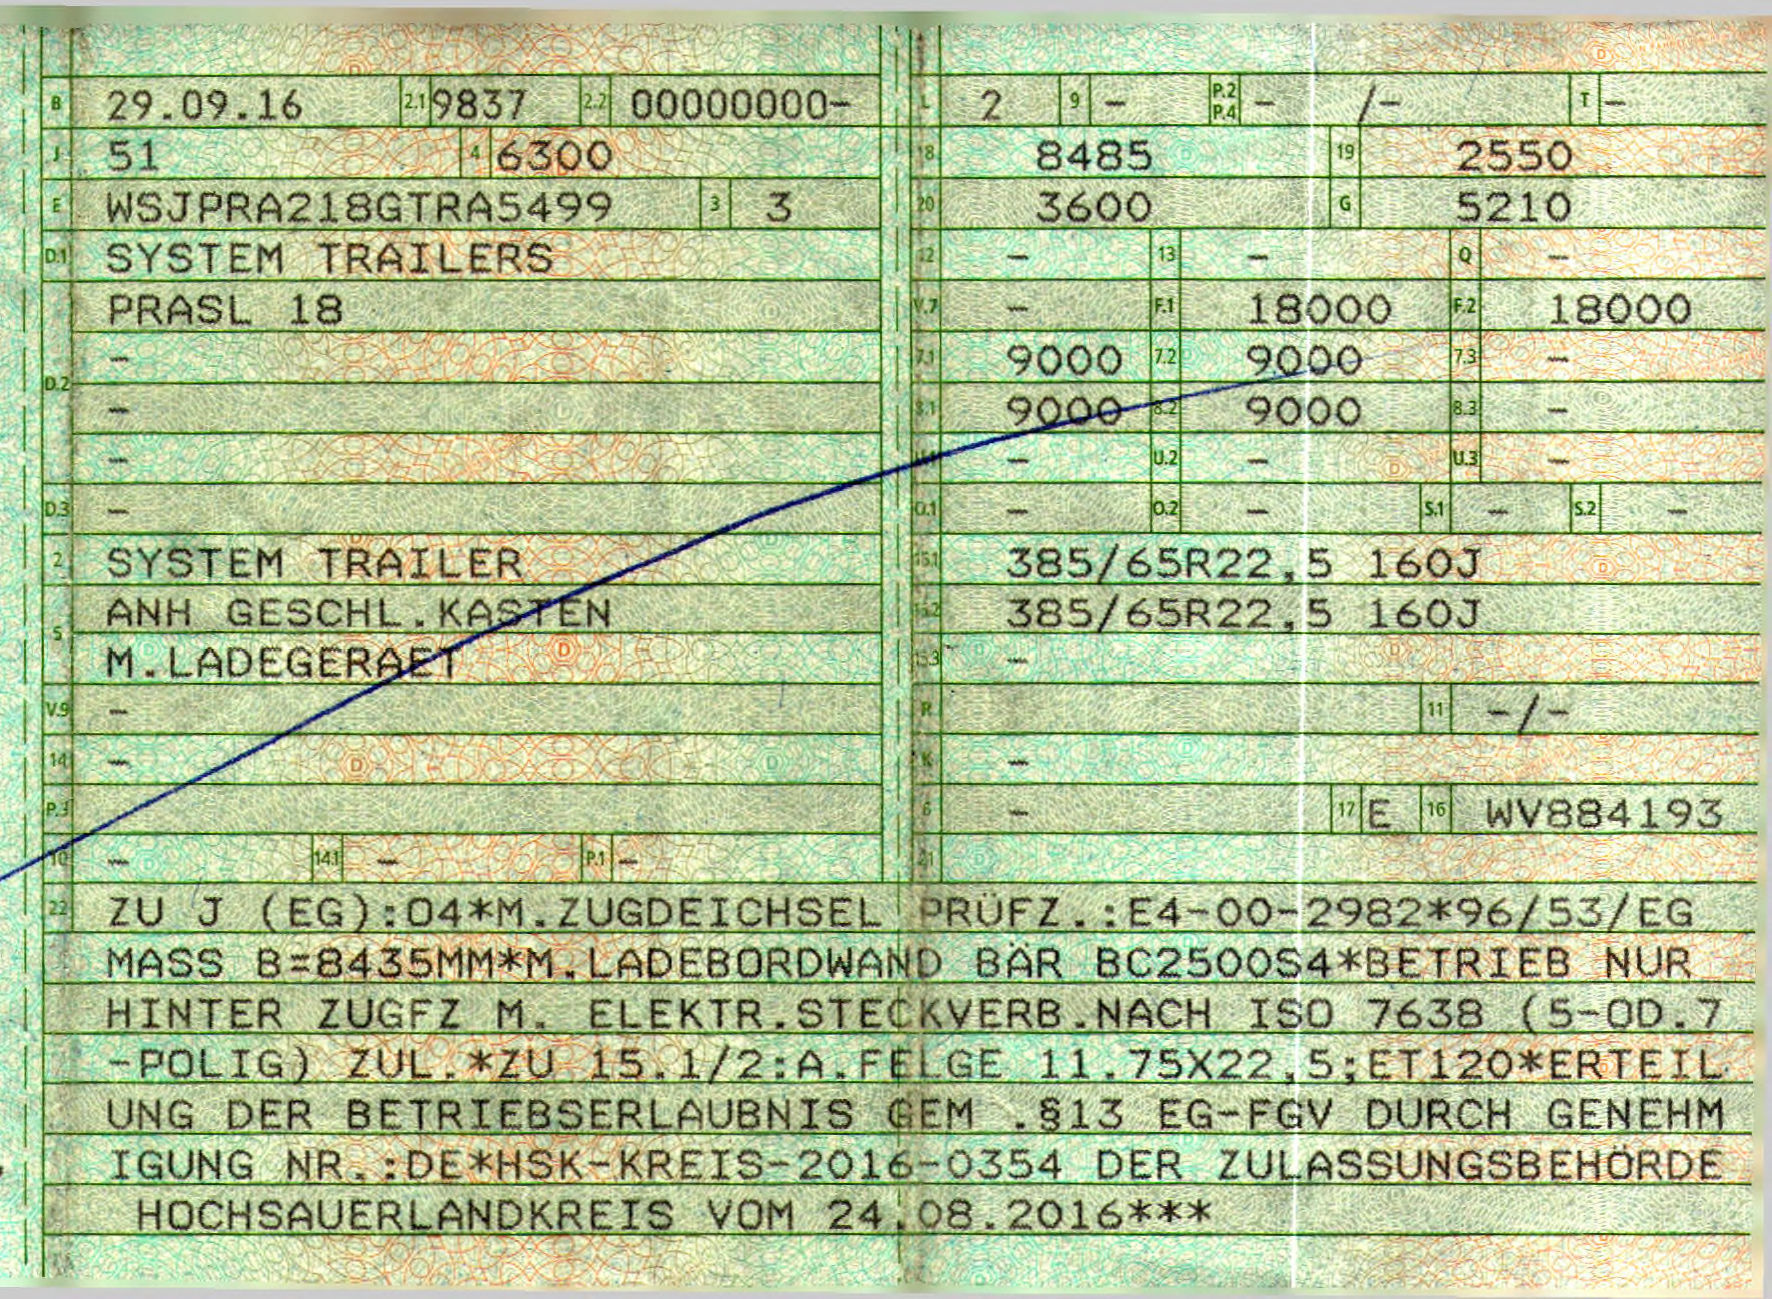 B 29.09.16 2.1 9837 2.2 00000000-
J 51 4 6300
E WSJPRA218GTRA5499 3 3
D.1 SYSTEM TRAILERS
PRASL 18
-
D.2
-
-
D.3 -
2 SYSTEM TRAILER
ANH GESCHL.KASTEN
5
M.LADEGERAET
V.9 -
14 -
P.3
10 - 14.1 - P.1 -
L 2 9 - P.2 P.4 - /- T -
18 8485 19 2550
20 3600 G 5210
12 - 13 - Q -
V.7 - F.1 18000 F.2 18000
7.1 9000 7.2 9000 7.3 -
8.1 9000 8.2 9000 8.3 -
U.1 - U.2 - U.3 -
O.1 - O.2 - S.1 - S.2 -
15.1 385/65R22,5 160J
15.2 385/65R22,5 160J
15.3 -
R 11 -/-
K -
6 - 17 E 16 WV884193
21
22 ZU J (EG):O4*M.ZUGDEICHSEL PRÜFZ.:E4-00-2982*96/53/EG
MASS B=8435MM*M.LADEBORDWAND BÄR BC2500S4*BETRIEB NUR
HINTER ZUGFZ M. ELEKTR.STECKVERB.NACH ISO 7638 (5-OD.7
-POLIG) ZUL.*ZU 15.1/2:A.FELGE 11.75X22,5;ET120*ERTEIL
UNG DER BETRIEBSERLAUBNIS GEM .§13 EG-FGV DURCH GENEHM
IGUNG NR.:DE*HSK-KREIS-2016-0354 DER ZULASSUNGSBEHÖRDE
HOCHSAUERLANDKREIS VOM 24.08.2016***